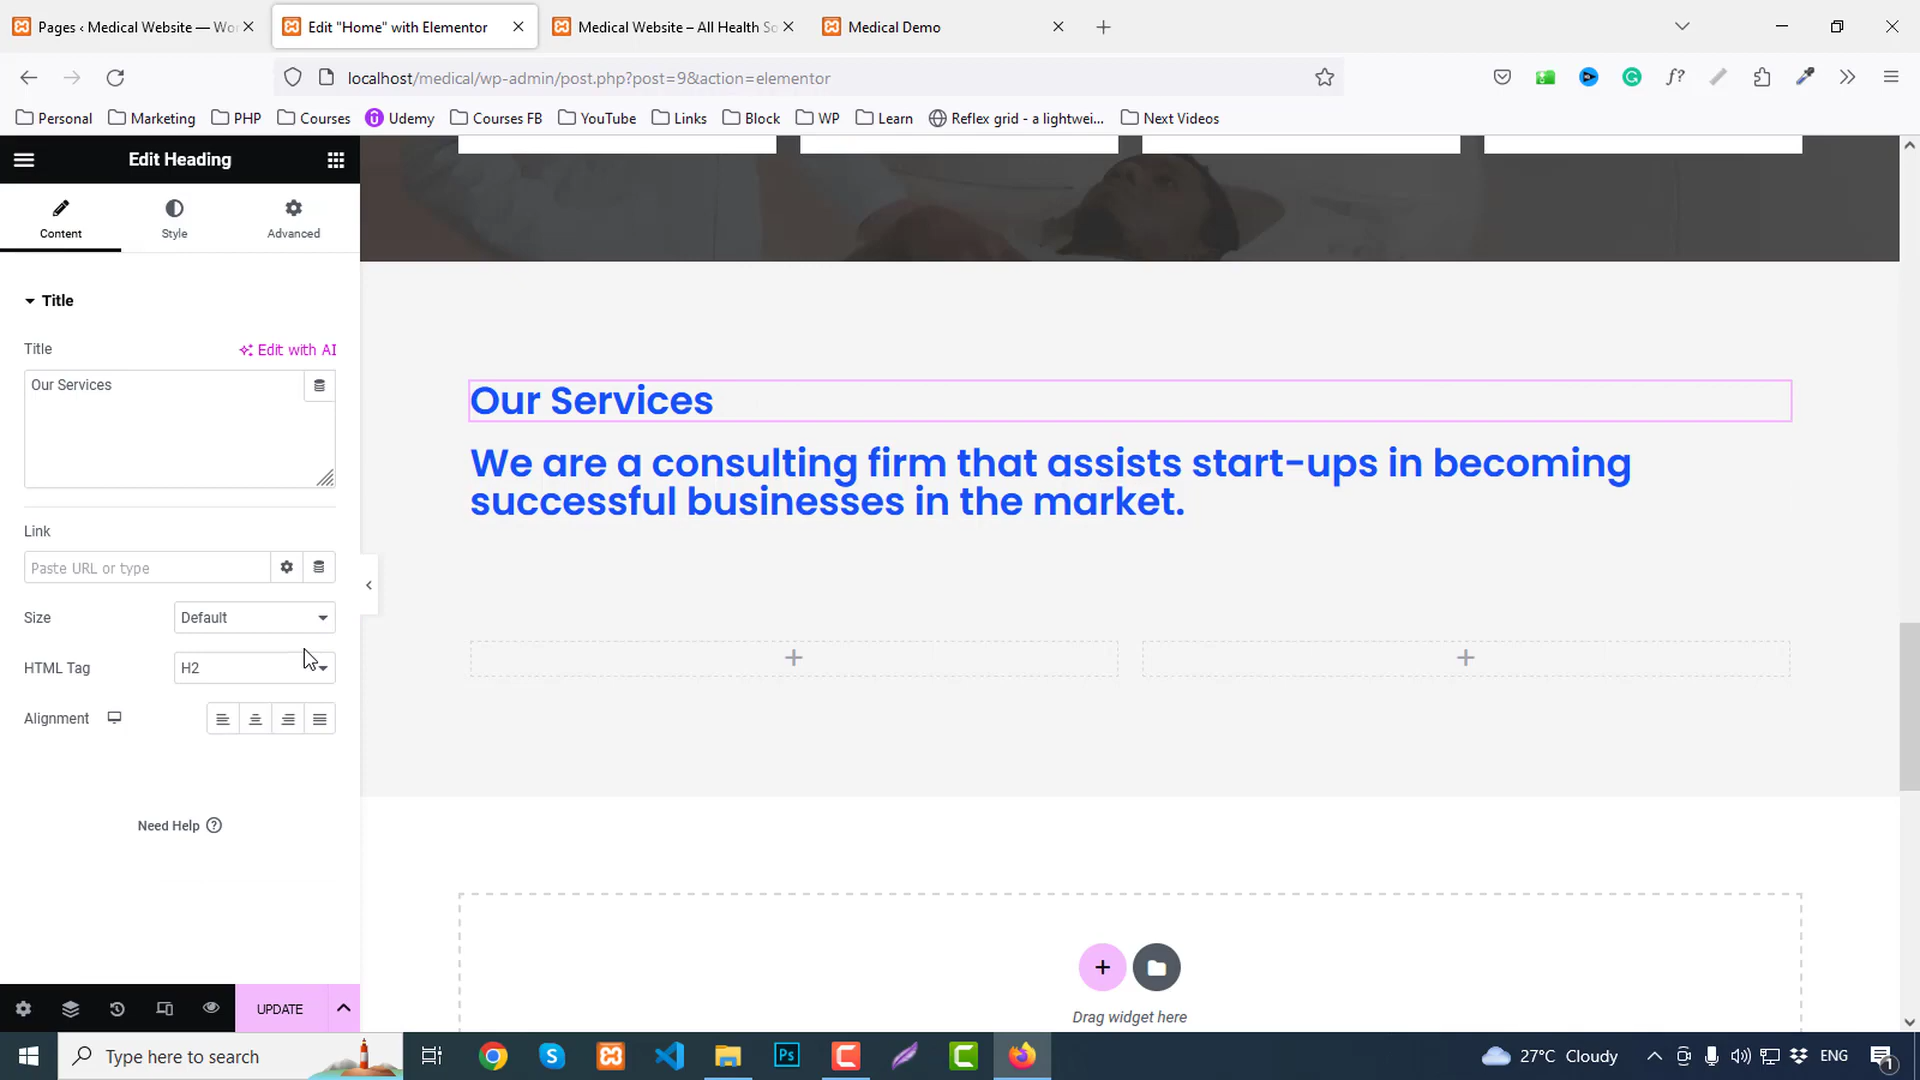 Pages ‹ Medical Website — Wor
Edit "Home" with Elementor
Medical Website – All Health So
Medical Demo
localhost/medical/wp-admin/post.php?post=9&action=elementor
Personal
Marketing
PHP
Courses
Udemy
Courses FB
YouTube
Links
Block
WP
Learn
Reflex grid - a lightwei...
Next Videos
Edit Heading
Content
Style
Advanced
Title
Title
Edit with AI
Our Services
Link
Paste URL or type
Size
Default
HTML Tag
H2
Alignment
Need Help
UPDATE
Our Services
We are a consulting firm that assists start-ups in becoming
successful businesses in the market.
Drag widget here
Type here to search
27°C Cloudy
ENG
1